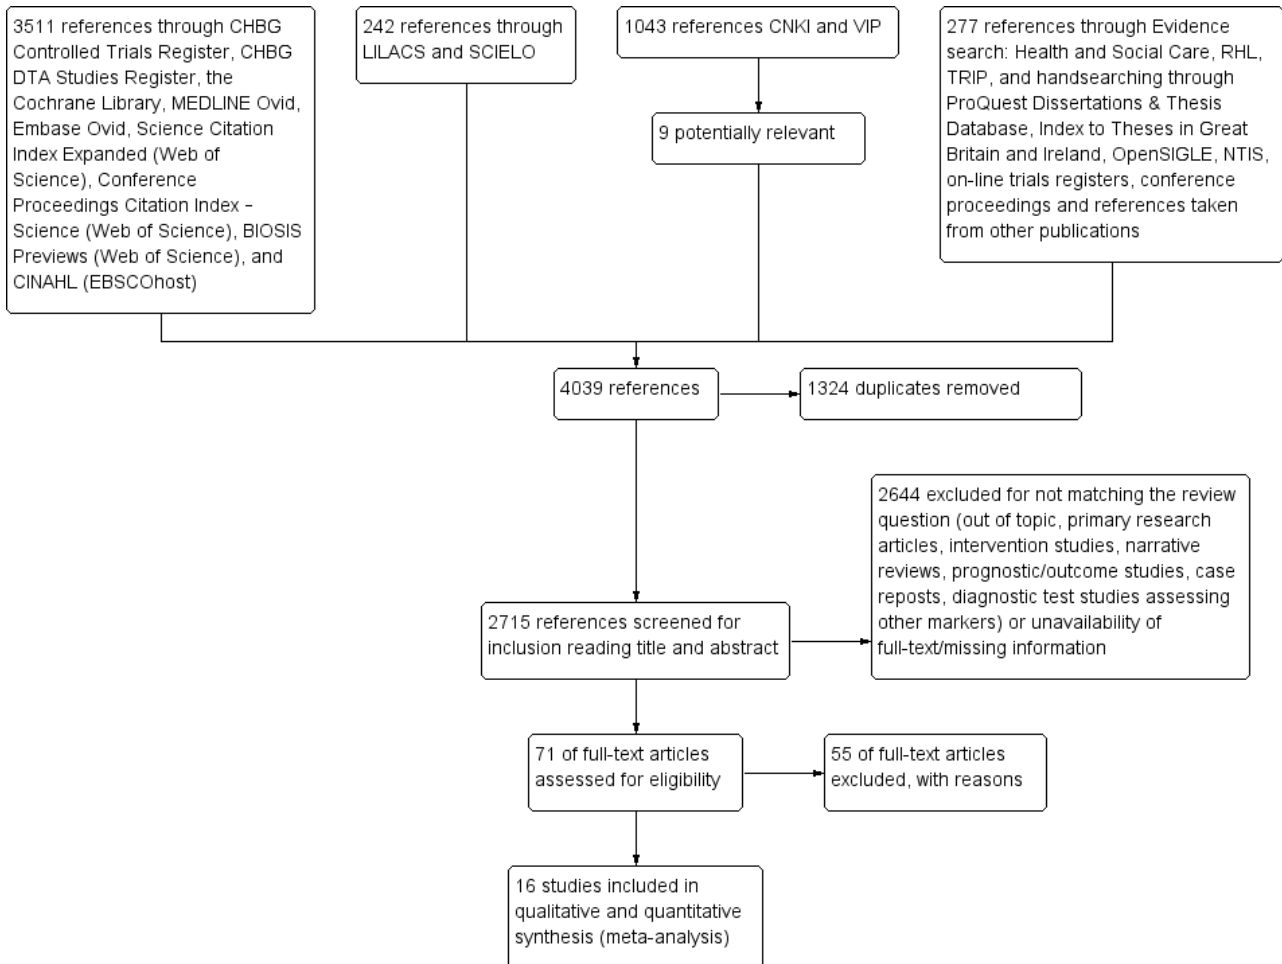 3511 references through CHBG
Controlled Trials Register, CHBG
DTA Studies Register, the
Cochrane Library, MEDLINE Ovid,
Embase Ovid, Science Citation
Index Expanded (Web of
Science), Conference
Proceedings Citation Index –
Science (Web of Science), BIOSIS
Previews (Web of Science), and
CINAHL (EBSCOhost)
242 references through
LILACS and SCIELO
1043 references CNKI and VIP
9 potentially relevant
277 references through Evidence
search: Health and Social Care, RHL,
TRIP, and handsearching through
ProQuest Dissertations & Thesis
Database, Index to Theses in Great
Britain and Ireland, OpenSIGLE, NTIS,
on-line trials registers, conference
proceedings and references taken
from other publications
4039 references
1324 duplicates removed
2644 excluded for not matching the review
question (out of topic, primary research
articles, intervention studies, narrative
reviews, prognostic/outcome studies, case
reposts, diagnostic test studies assessing
other markers) or unavailability of
full-text/missing information
2715 references screened for
inclusion reading title and abstract
71 of full-text articles
assessed for eligibility
55 of full-text articles
excluded, with reasons
16 studies included in
qualitative and quantitative
synthesis (meta-analysis)